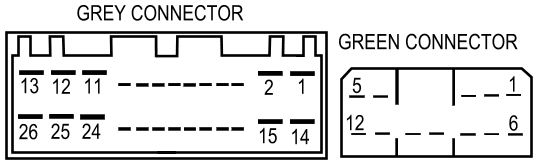 GREY CONNECTOR
13 12 11 2 1
26 25 24 15 14
GREEN CONNECTOR
5 1
12 6